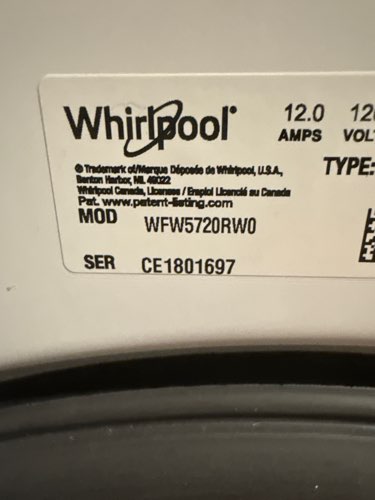 Whirlpool® 12.0
AMPS
® Trademark of/Marque Déposée de Whirlpool, U.S.A.,
Benton Harbor, MI. 49022
Whirlpool Canada, Licensee / Emploi Licencié au Canada
Pat. www.patent-listing.com
TYPE:
MOD WFW5720RW0
SER CE1801697